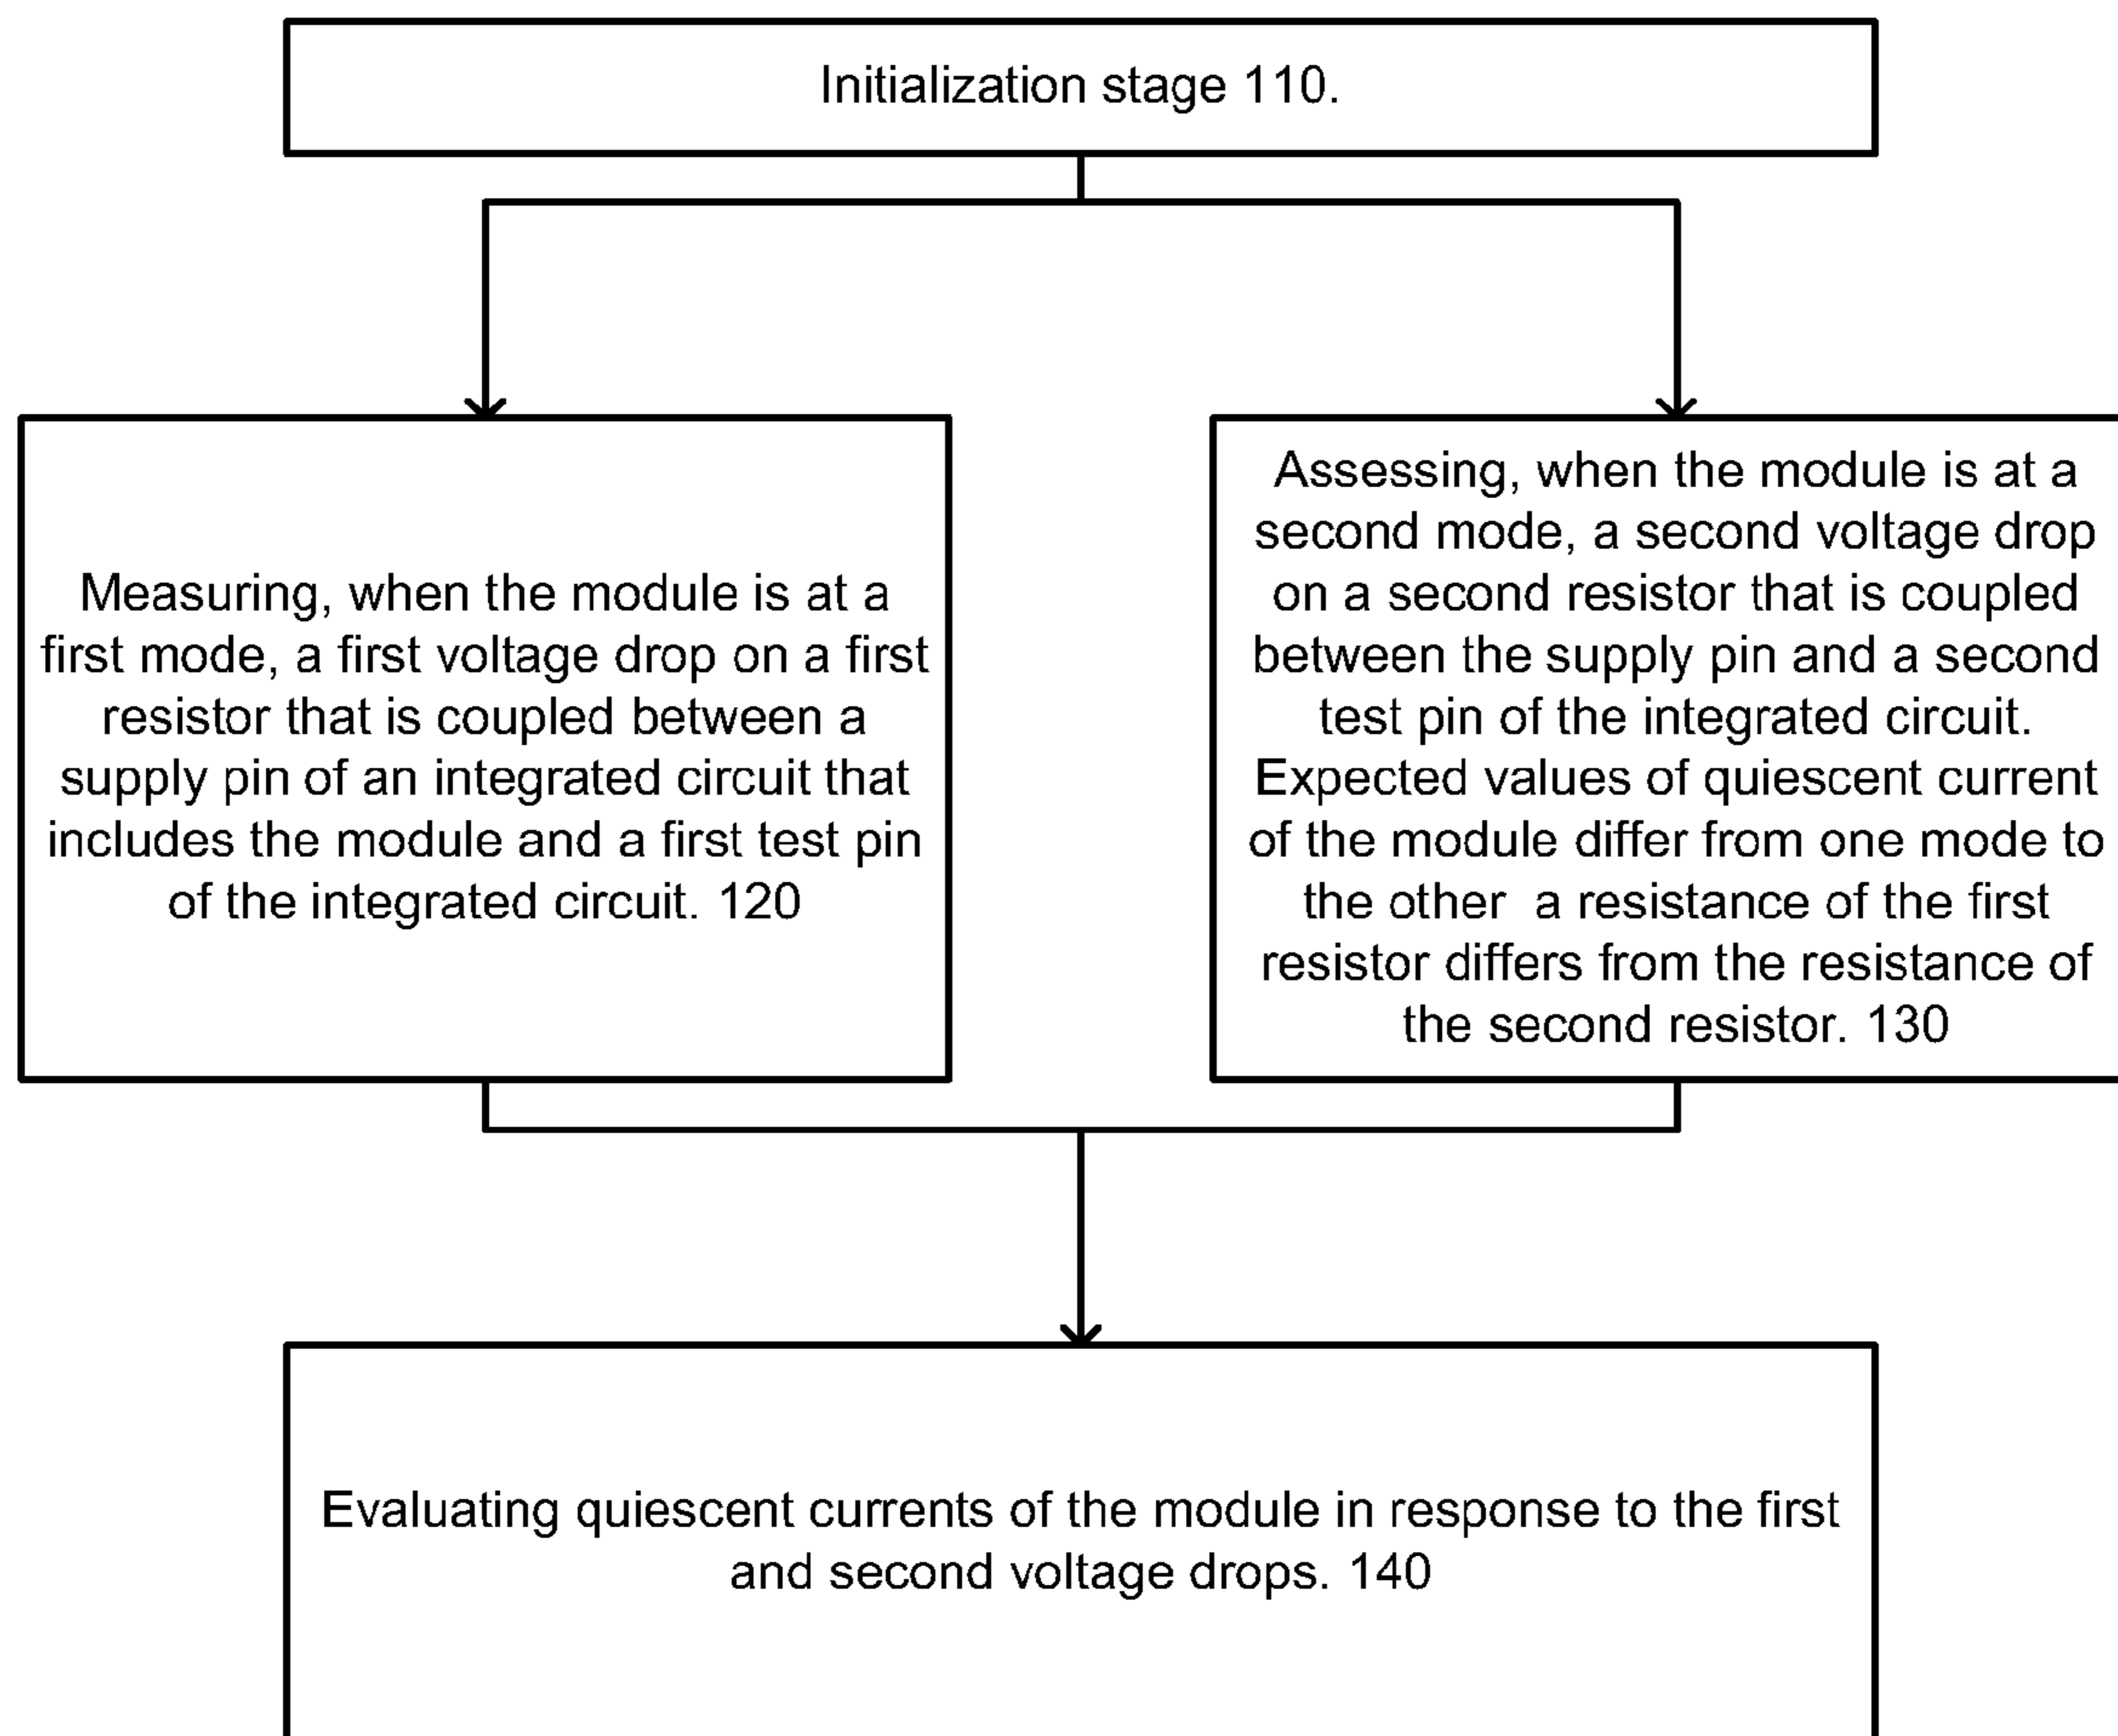 Initialization stage 110.
Measuring, when the module is at a
first mode, a first voltage drop on a first
resistor that is coupled between a
supply pin of an integrated circuit that
includes the module and a first test pin
of the integrated circuit. 120
Assessing, when the module is at a
second mode, a second voltage drop
on a second resistor that is coupled
between the supply pin and a second
test pin of the integrated circuit.
Expected values of quiescent current
of the module differ from one mode to
the other  a resistance of the first
resistor differs from the resistance of
the second resistor. 130
Evaluating quiescent currents of the module in response to the first
and second voltage drops. 140